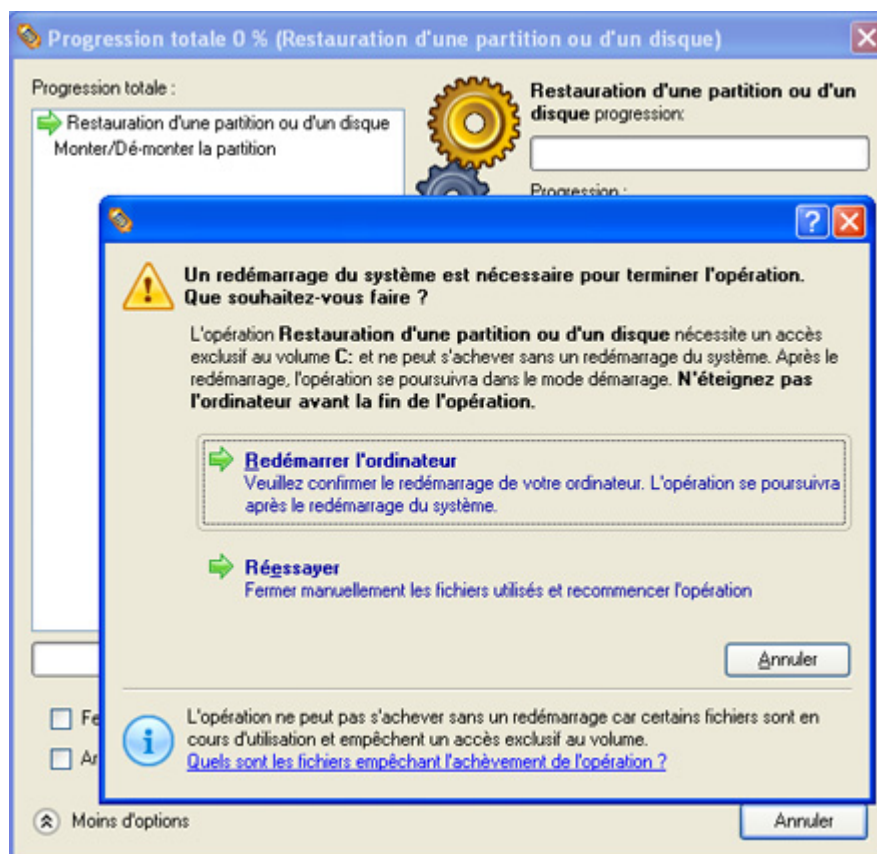 Progression totale 0 % (Restauration d'une partition ou d'un disque)
Progression totale :
Restauration d'une partition ou d'un disque
Monter/Dé-monter la partition
Restauration d'une partition ou d'un
disque progression:
Progression :
Un redémarrage du système est nécessaire pour terminer l'opération.
Que souhaitez-vous faire ?
L'opération Restauration d'une partition ou d'un disque nécessite un accès
exclusif au volume C: et ne peut s'achever sans un redémarrage du système. Après le
redémarrage, l'opération se poursuivra dans le mode démarrage. N'éteignez pas
l'ordinateur avant la fin de l'opération.
Redémarrer l'ordinateur
Veuillez confirmer le redémarrage de votre ordinateur. L'opération se poursuivra
après le redémarrage du système.
Réessayer
Fermer manuellement les fichiers utilisés et recommencer l'opération
Annuler
Fe
L'opération ne peut pas s'achever sans un redémarrage car certains fichiers sont en
cours d'utilisation et empêchent un accès exclusif au volume.
Ar
Quels sont les fichiers empêchant l'achèvement de l'opération ?
Moins d'options
Annuler